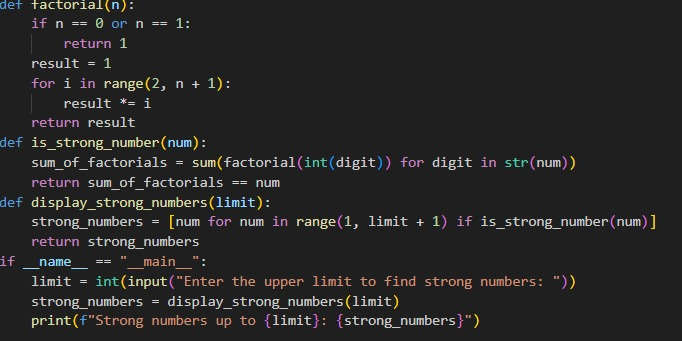 def factorial(n):
    if n == 0 or n == 1:
        return 1
    result = 1
    for i in range(2, n + 1):
        result *= i
    return result
def is_strong_number(num):
    sum_of_factorials = sum(factorial(int(digit)) for digit in str(num))
    return sum_of_factorials == num
def display_strong_numbers(limit):
    strong_numbers = [num for num in range(1, limit + 1) if is_strong_number(num)]
    return strong_numbers
if __name__ == "__main__":
    limit = int(input("Enter the upper limit to find strong numbers: "))
    strong_numbers = display_strong_numbers(limit)
    print(f"Strong numbers up to {limit}: {strong_numbers}")